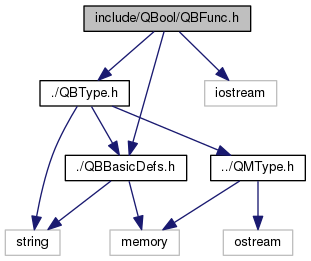 include/QBool/QBFunc.h
./QBType.h
iostream
./QBBasicDefs.h
../QMType.h
string
memory
ostream